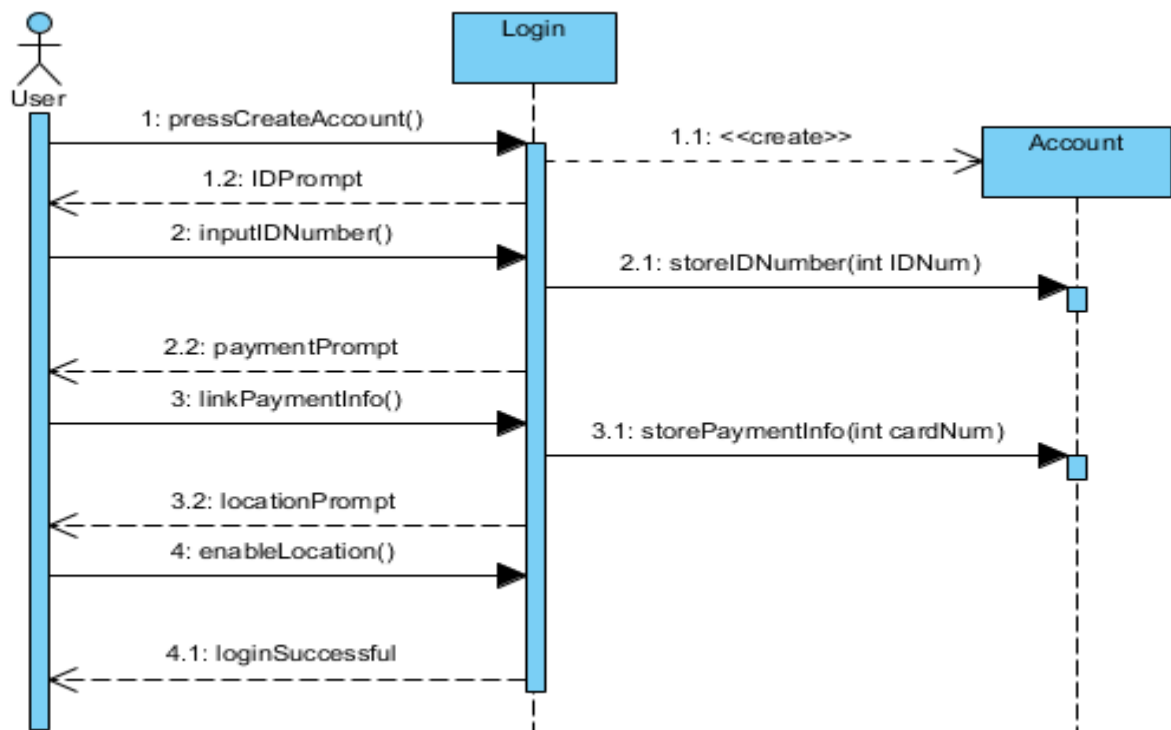 Login
User
1: pressCreateAccount()
1.1: <<create>>
Account
1.2: IDPrompt
2: inputIDNumber()
2.1: storeIDNumber(int IDNum)
2.2: paymentPrompt
3: linkPaymentInfo()
3.1: storePaymentInfo(int cardNum)
3.2: locationPrompt
4: enableLocation()
4.1: loginSuccessful